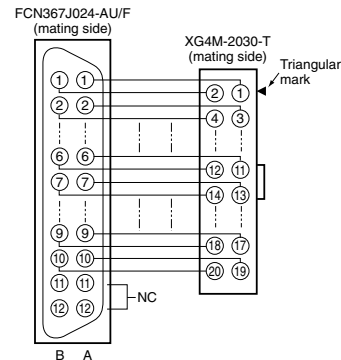 FCN367J024-AU/F
(mating side)
XG4M-2030-T
(mating side)
Triangular
mark
1 1
2 1
2 2
4 3
6 6
12 11
7 7
14 13
9 9
18 17
10 10
20 19
11 11
NC
12 12
B A